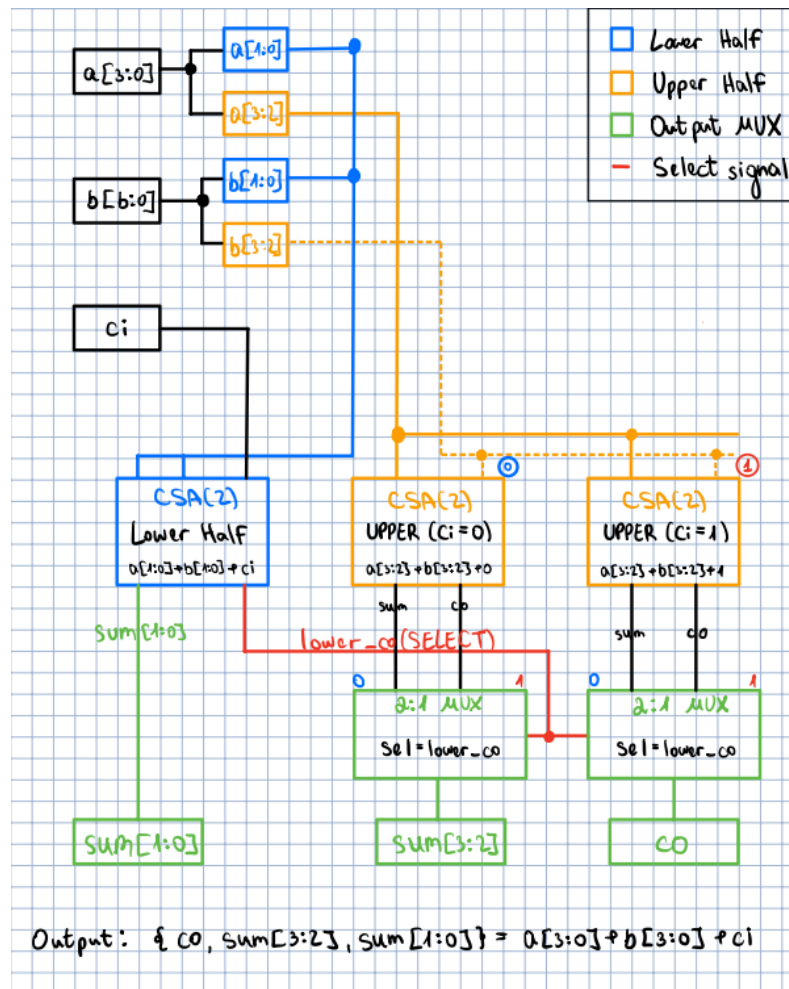 a[3:0]
a[1:0]
a[3:2]
b[b:0]
b[1:0]
b[3:2]
ci
Lower Half
Upper Half
Output MUX
Select signal
0
1
CSA(2)
Lower Half
a[1:0]+b[1:0]+ci
CSA(2)
UPPER (Ci=0)
a[3:2]+b[3:2]+0
CSA(2)
UPPER (Ci=1)
a[3:2]+b[3:2]+1
sum co
sum co
sum[1:0]
lower_co(SELECT)
0 1
2:1 MUX
sel=lower_co
0 1
2:1 MUX
sel=lower_co
sum[1:0]
sum[3:2]
CO
Output: { co, sum[3:2], sum[1:0]} = a[3:0]+b[3:0]+ci